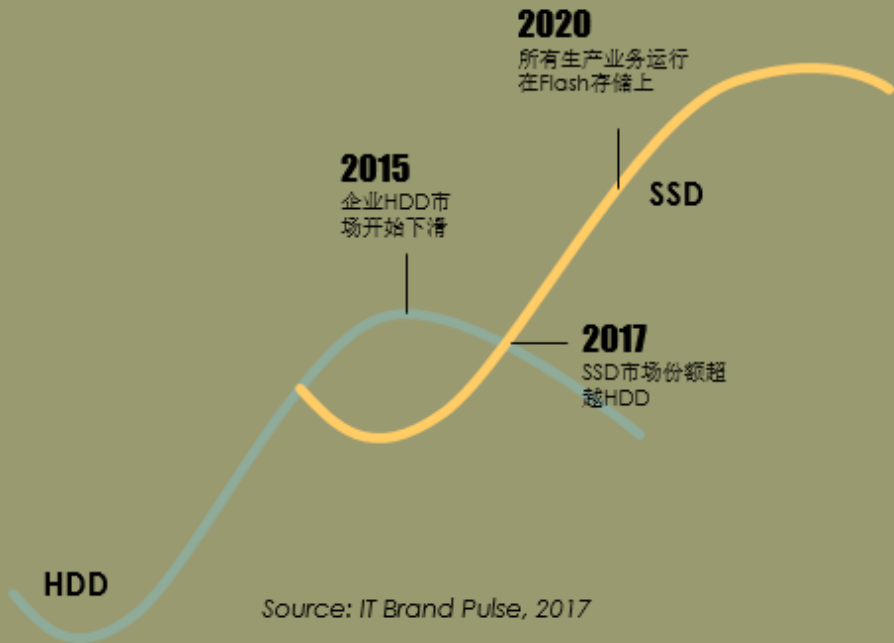 2020
所有生产业务运行
在Flash存储上
2015
企业HDD市
场开始下滑
SSD
2017
SSD市场份额超
越HDD
HDD
Source: IT Brand Pulse, 2017